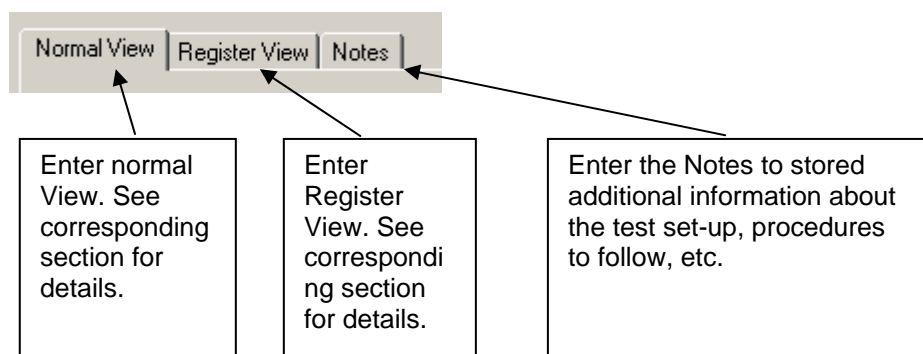 Normal View Register View Notes
Enter normal
View. See
corresponding
section for
details.
Enter
Register
View. See
correspondi
ng section
for details.
Enter the Notes to stored
additional information about
the test set-up, procedures
to follow, etc.